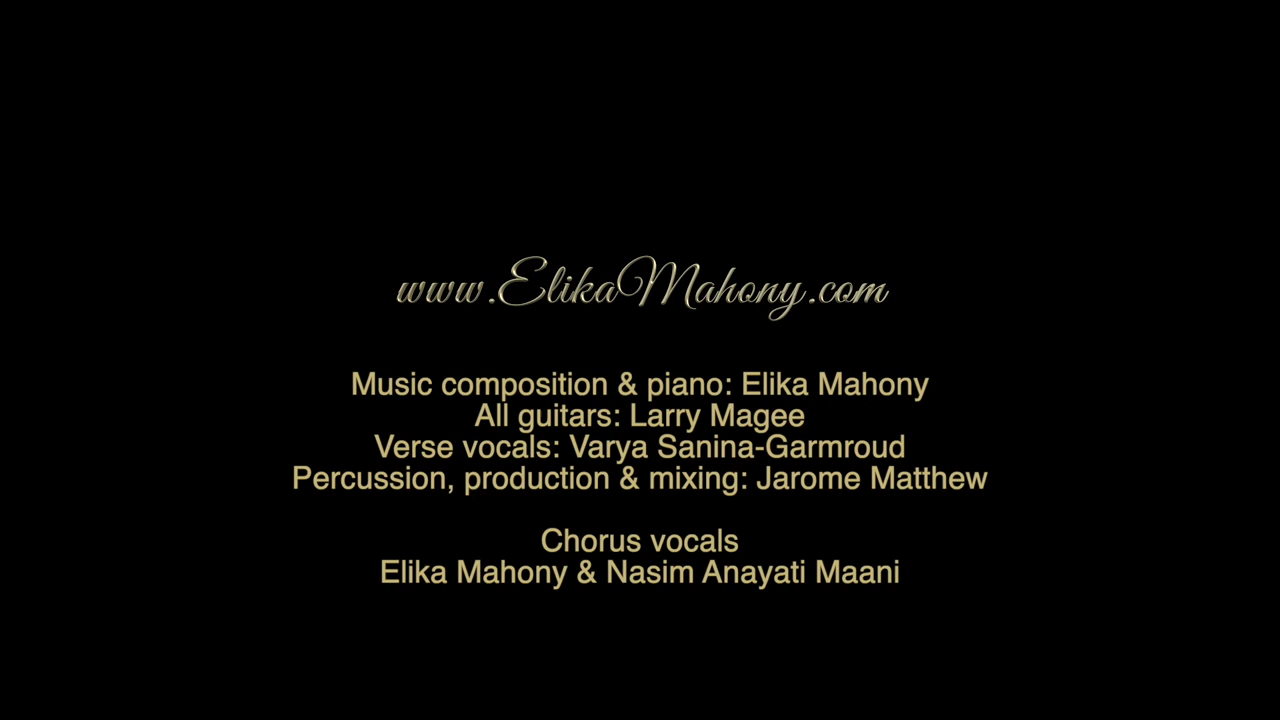 www.ElikaMahony.com
Music composition & piano: Elika Mahony
All guitars: Larry Magee
Verse vocals: Varya Sanina-Garmroud
Percussion, production & mixing: Jarome Matthew
Chorus vocals
Elika Mahony & Nasim Anayati Maani